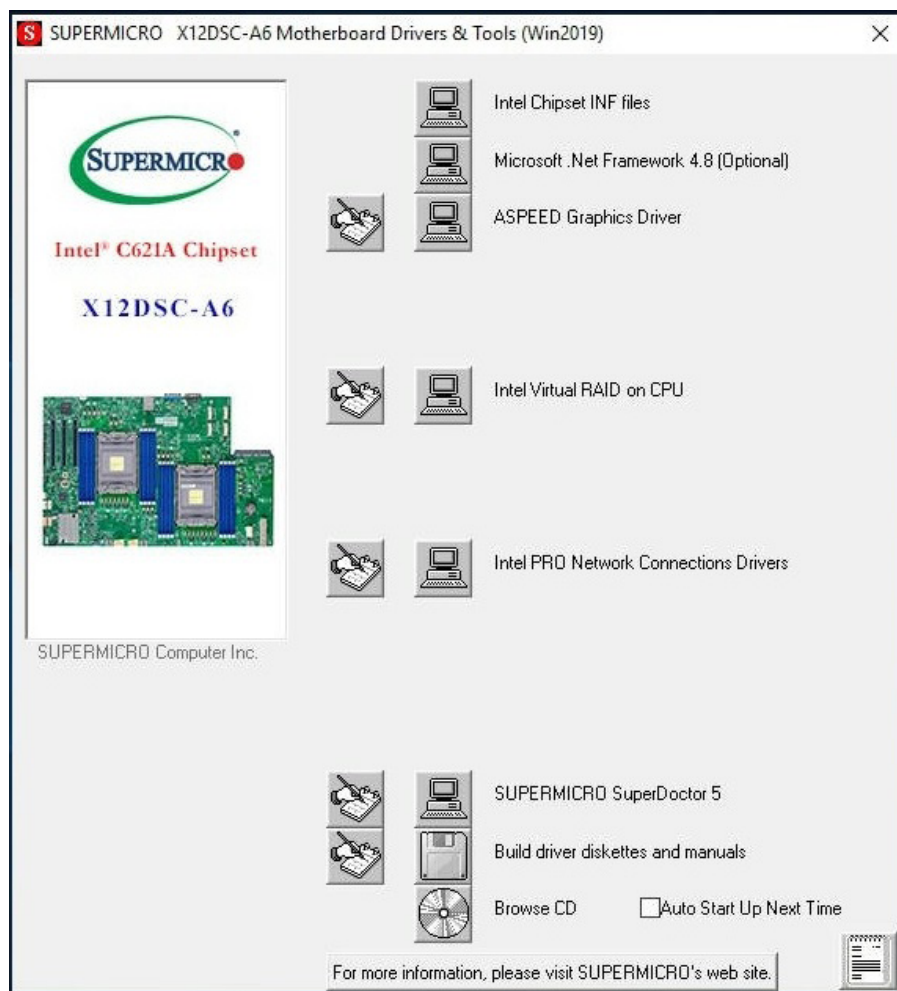 SUPERMICRO X12DSC-A6 Motherboard Drivers & Tools (Win2019)
SUPERMICRO
Intel® C621A Chipset
X12DSC-A6
SUPERMICRO Computer Inc.
Intel Chipset INF files
Microsoft .Net Framework 4.8 (Optional)
ASPEED Graphics Driver
Intel Virtual RAID on CPU
Intel PRO Network Connections Drivers
SUPERMICRO SuperDoctor 5
Build driver diskettes and manuals
Browse CD
Auto Start Up Next Time
For more information, please visit SUPERMICRO's web site.